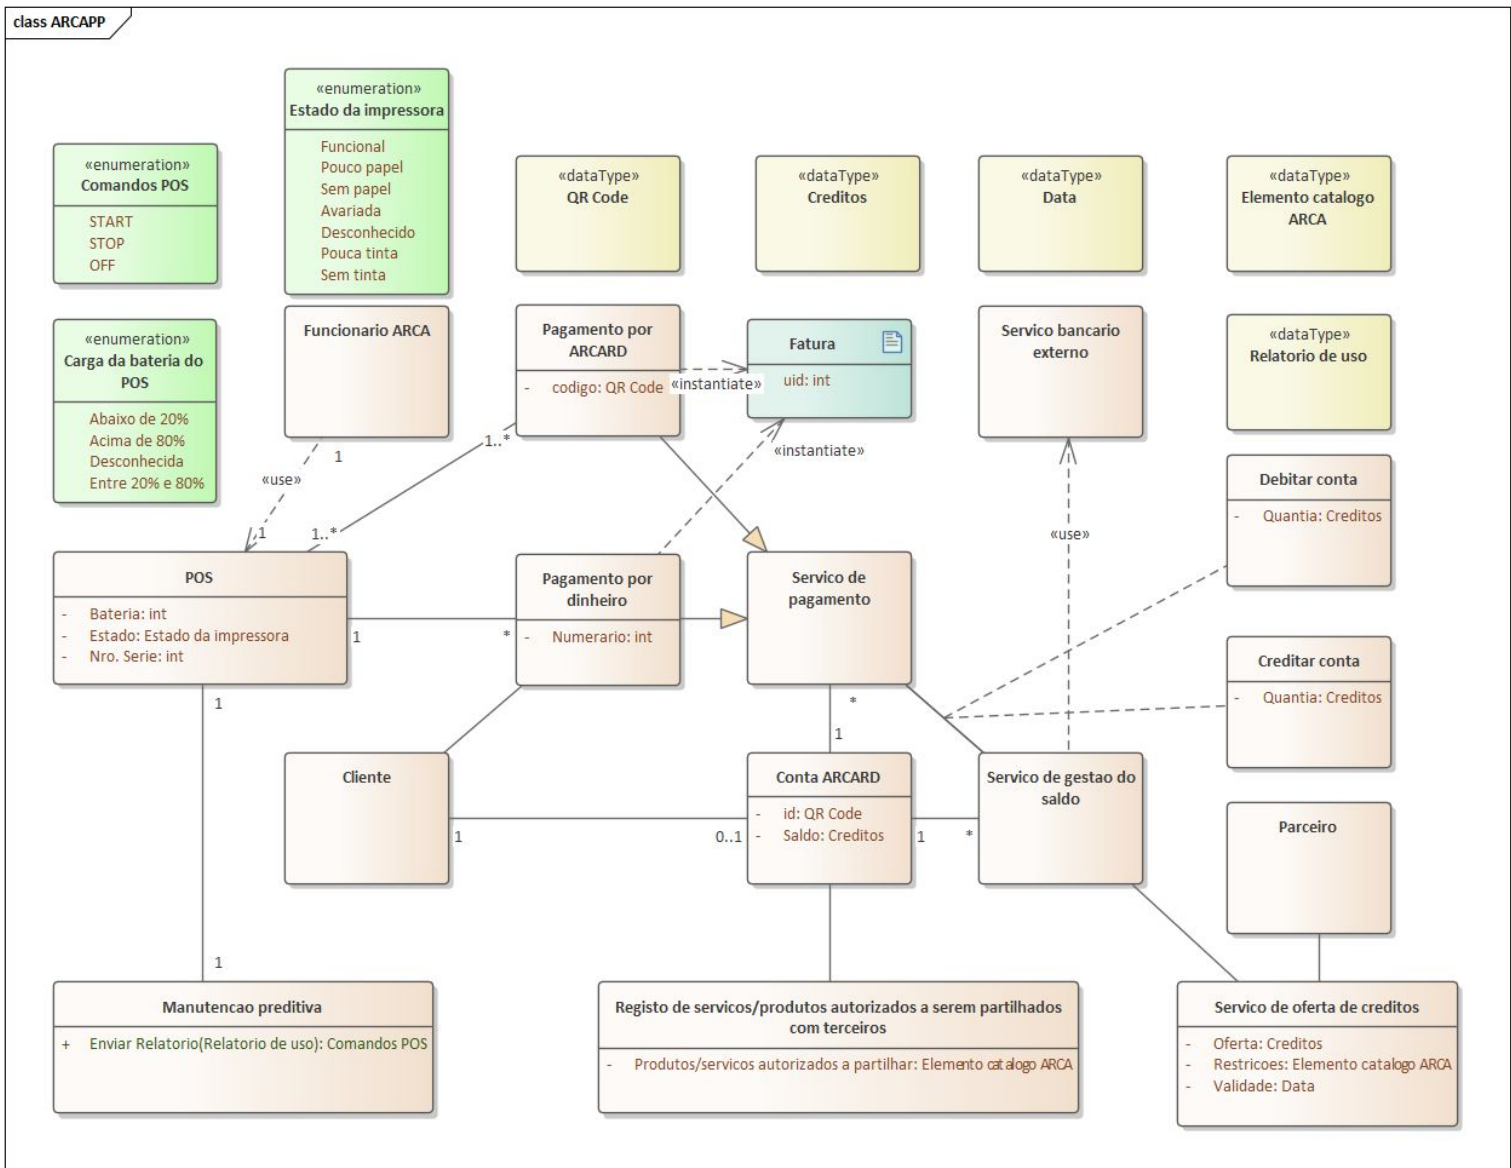 class ARCAPP
«enumeration»
Estado da impressora
Funcional
Pouco papel
Sem papel
Avariada
Desconhecido
Pouca tinta
Sem tinta
«enumeration»
Comandos POS
START
STOP
OFF
«dataType»
QR Code
«dataType»
Creditos
«dataType»
Data
«dataType»
Elemento catalogo
ARCA
«enumeration»
Carga da bateria do
POS
Abaixo de 20%
Acima de 80%
Desconhecida
Entre 20% e 80%
Funcionario ARCA
Pagamento por
ARCARD
- codigo: QR Code
«instantiate»
Fatura
uid: int
Servico bancario
externo
«dataType»
Relatorio de uso
1
«use»
1
1..*
1..*
«instantiate»
«use»
Debitar conta
- Quantia: Creditos
POS
- Bateria: int
- Estado: Estado da impressora
- Nro. Serie: int
1
*
Pagamento por
dinheiro
- Numerario: int
Servico de
pagamento
Creditar conta
- Quantia: Creditos
1
*
1
Cliente
1
0..1
Conta ARCARD
- id: QR Code
- Saldo: Creditos
1
*
Servico de gestao do
saldo
Parceiro
1
Manutencao preditiva
+ Enviar Relatorio(Relatorio de uso): Comandos POS
Registo de servicos/produtos autorizados a serem partilhados
com terceiros
- Produtos/servicos autorizados a partilhar: Elemento catalogo ARCA
Servico de oferta de creditos
- Oferta: Creditos
- Restricoes: Elemento catalogo ARCA
- Validade: Data